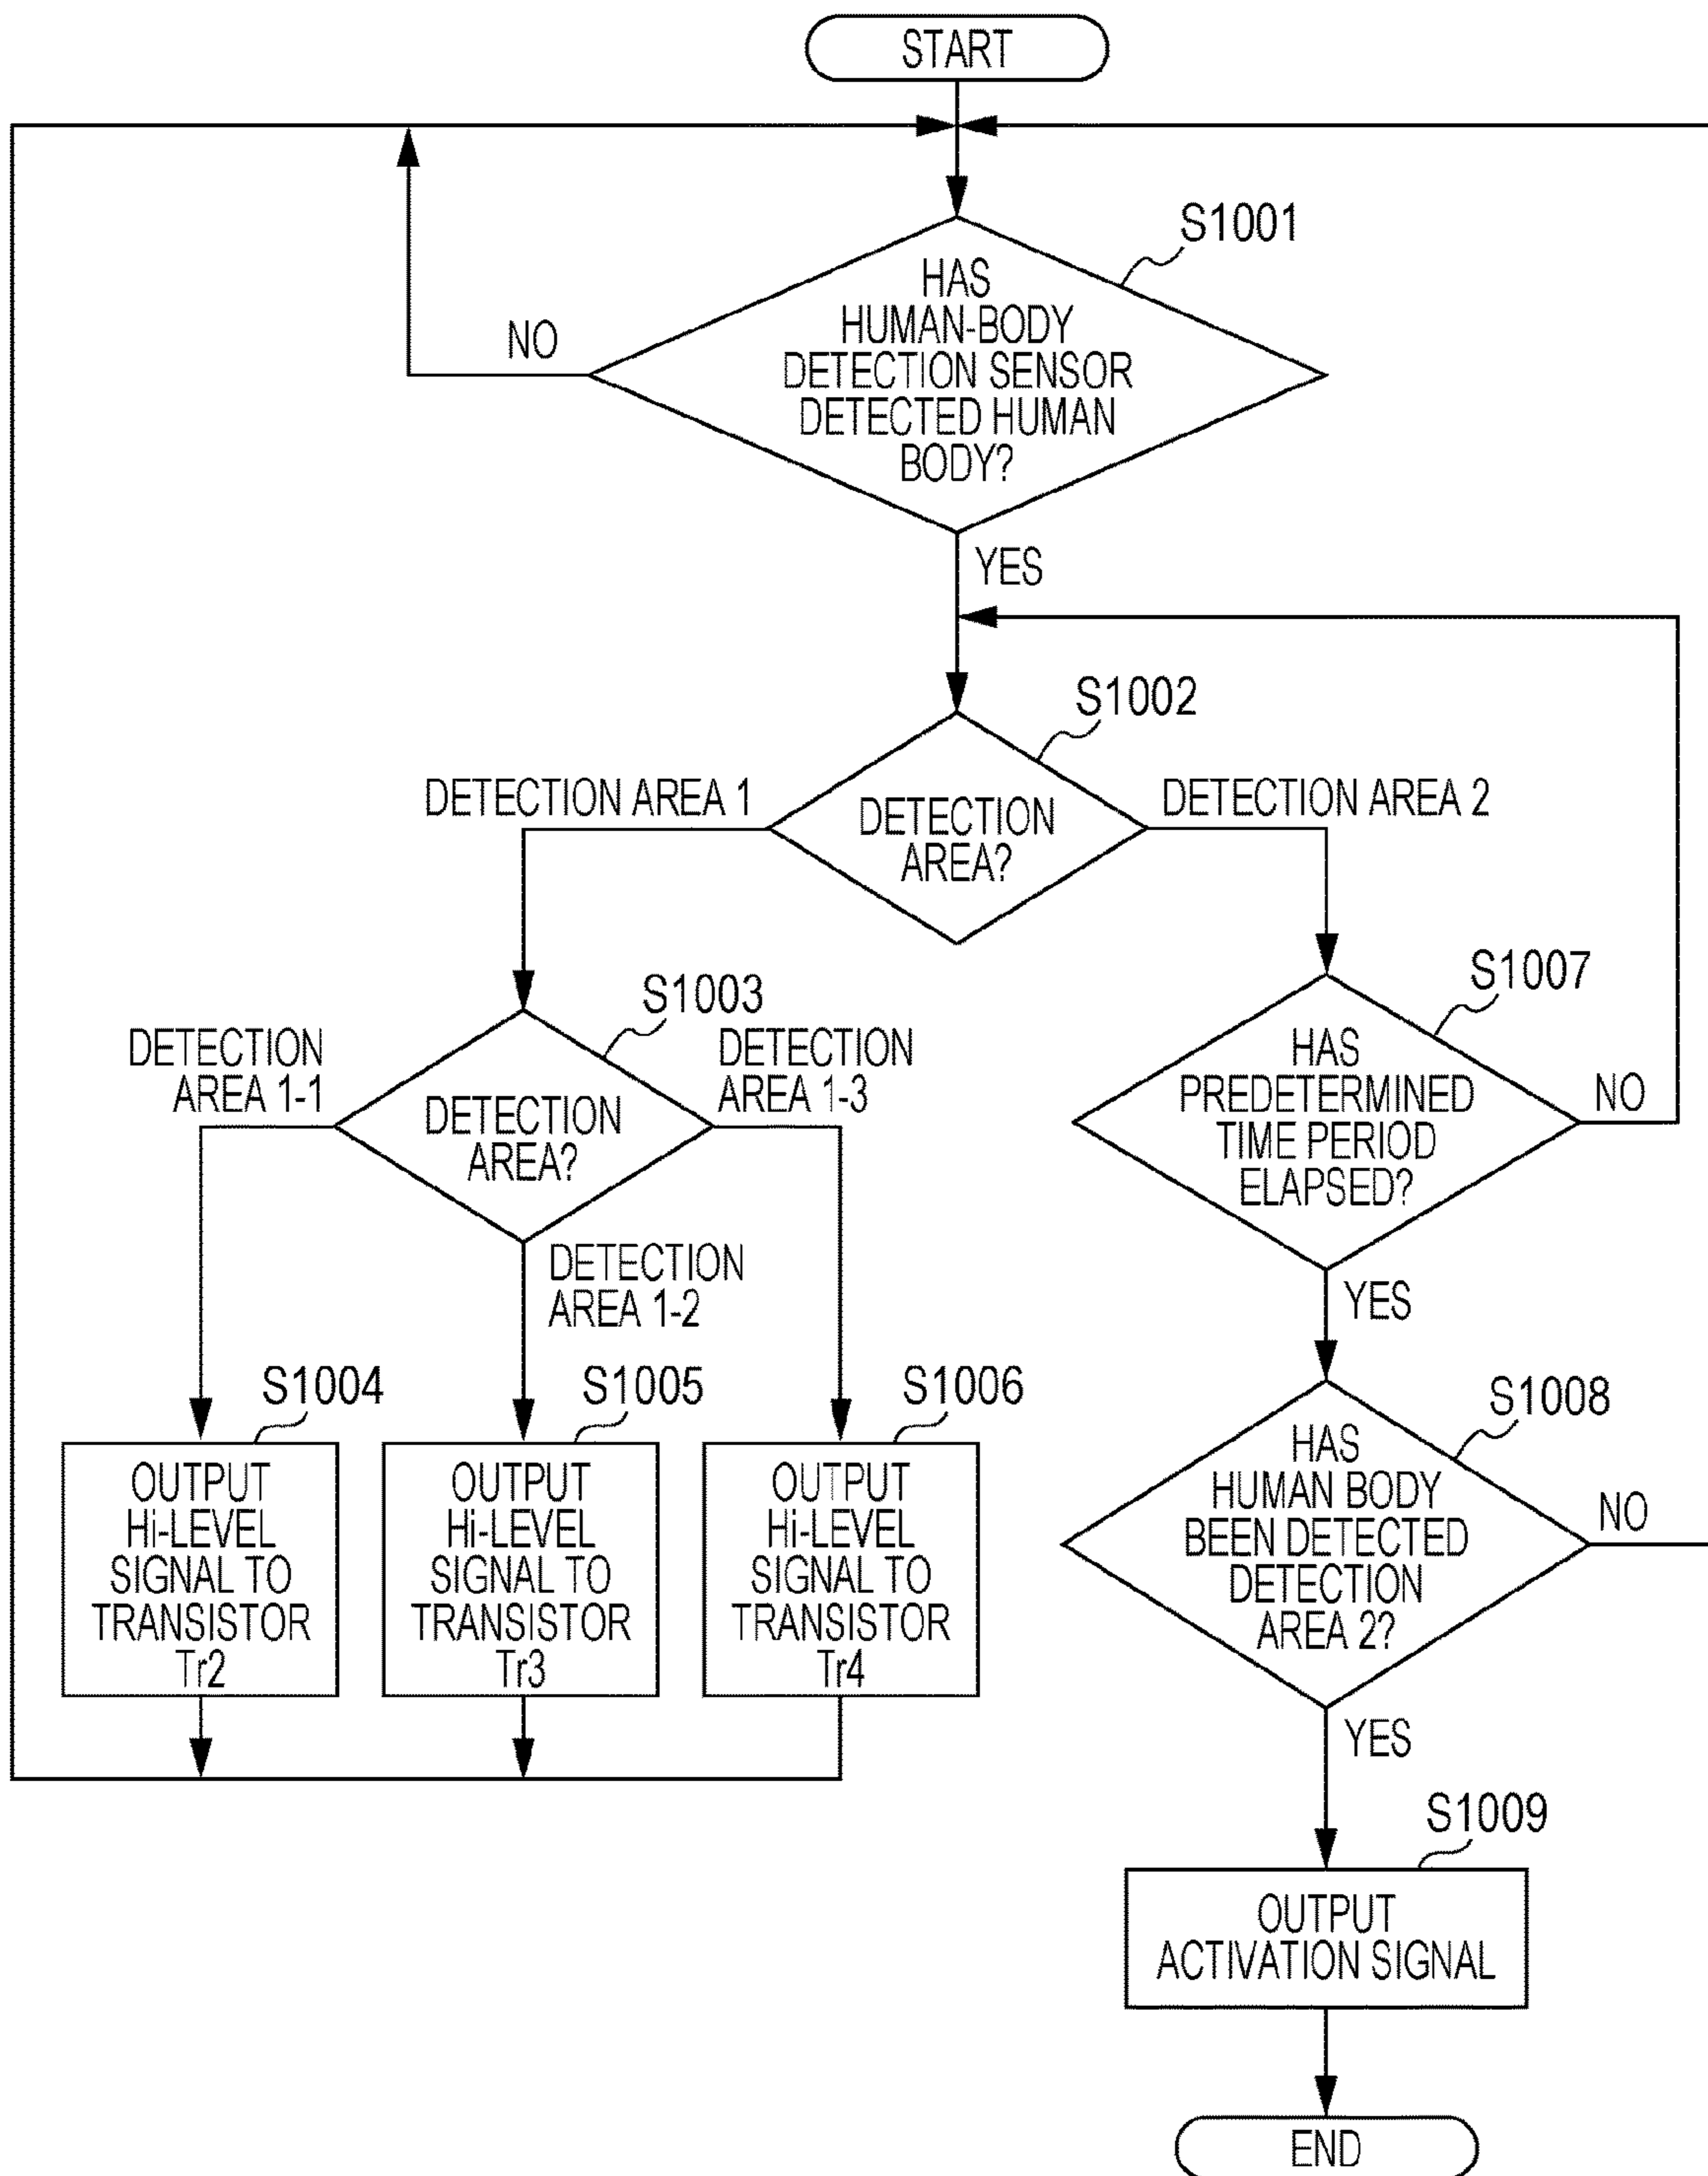 START
S1001
HAS
HUMAN-BODY
DETECTION SENSOR
DETECTED HUMAN
BODY?
NO
YES
S1002
DETECTION AREA 1
DETECTION
AREA?
DETECTION AREA 2
S1003
DETECTION
AREA 1-1
DETECTION
AREA?
DETECTION
AREA 1-3
DETECTION
AREA 1-2
S1007
HAS
PREDETERMINED
TIME PERIOD
ELAPSED?
NO
YES
S1004
OUTPUT
Hi-LEVEL
SIGNAL TO
TRANSISTOR
Tr2
S1005
OUTPUT
Hi-LEVEL
SIGNAL TO
TRANSISTOR
Tr3
S1006
OUTPUT
Hi-LEVEL
SIGNAL TO
TRANSISTOR
Tr4
S1008
HAS
HUMAN BODY
BEEN DETECTED
DETECTION
AREA 2?
NO
YES
S1009
OUTPUT
ACTIVATION SIGNAL
END